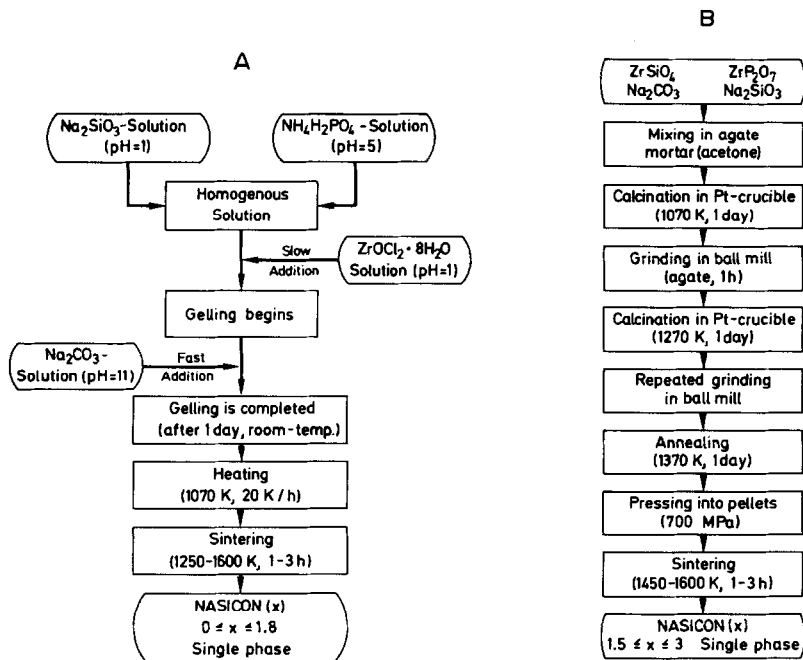 A
Na₂SiO₃-Solution
(pH=1)
NH₄H₂PO₄ - Solution
(pH=5)
Homogenous
Solution
Slow
Addition
ZrOCl₂ • 8H₂O
Solution (pH=1)
Gelling begins
Na₂CO₃-
Solution (pH=11)
Fast
Addition
Gelling is completed
(after 1 day, room-temp.)
Heating
(1070 K, 20 K/h)
Sintering
(1250-1600 K, 1-3 h)
NASICON (x)
0 ≤ x ≤ 1.8
Single phase
B
ZrSiO₄ ZrP₂O₇
Na₂CO₃ Na₂SiO₃
Mixing in agate
mortar (acetone)
Calcination in Pt-crucible
(1070 K, 1 day)
Grinding in ball mill
(agate, 1h)
Calcination in Pt-crucible
(1270 K, 1 day)
Repeated grinding
in ball mill
Annealing
(1370 K, 1 day)
Pressing into pellets
(700 MPa)
Sintering
(1450-1600 K, 1-3 h)
NASICON (x)
1.5 ≤ x ≤ 3 Single phase